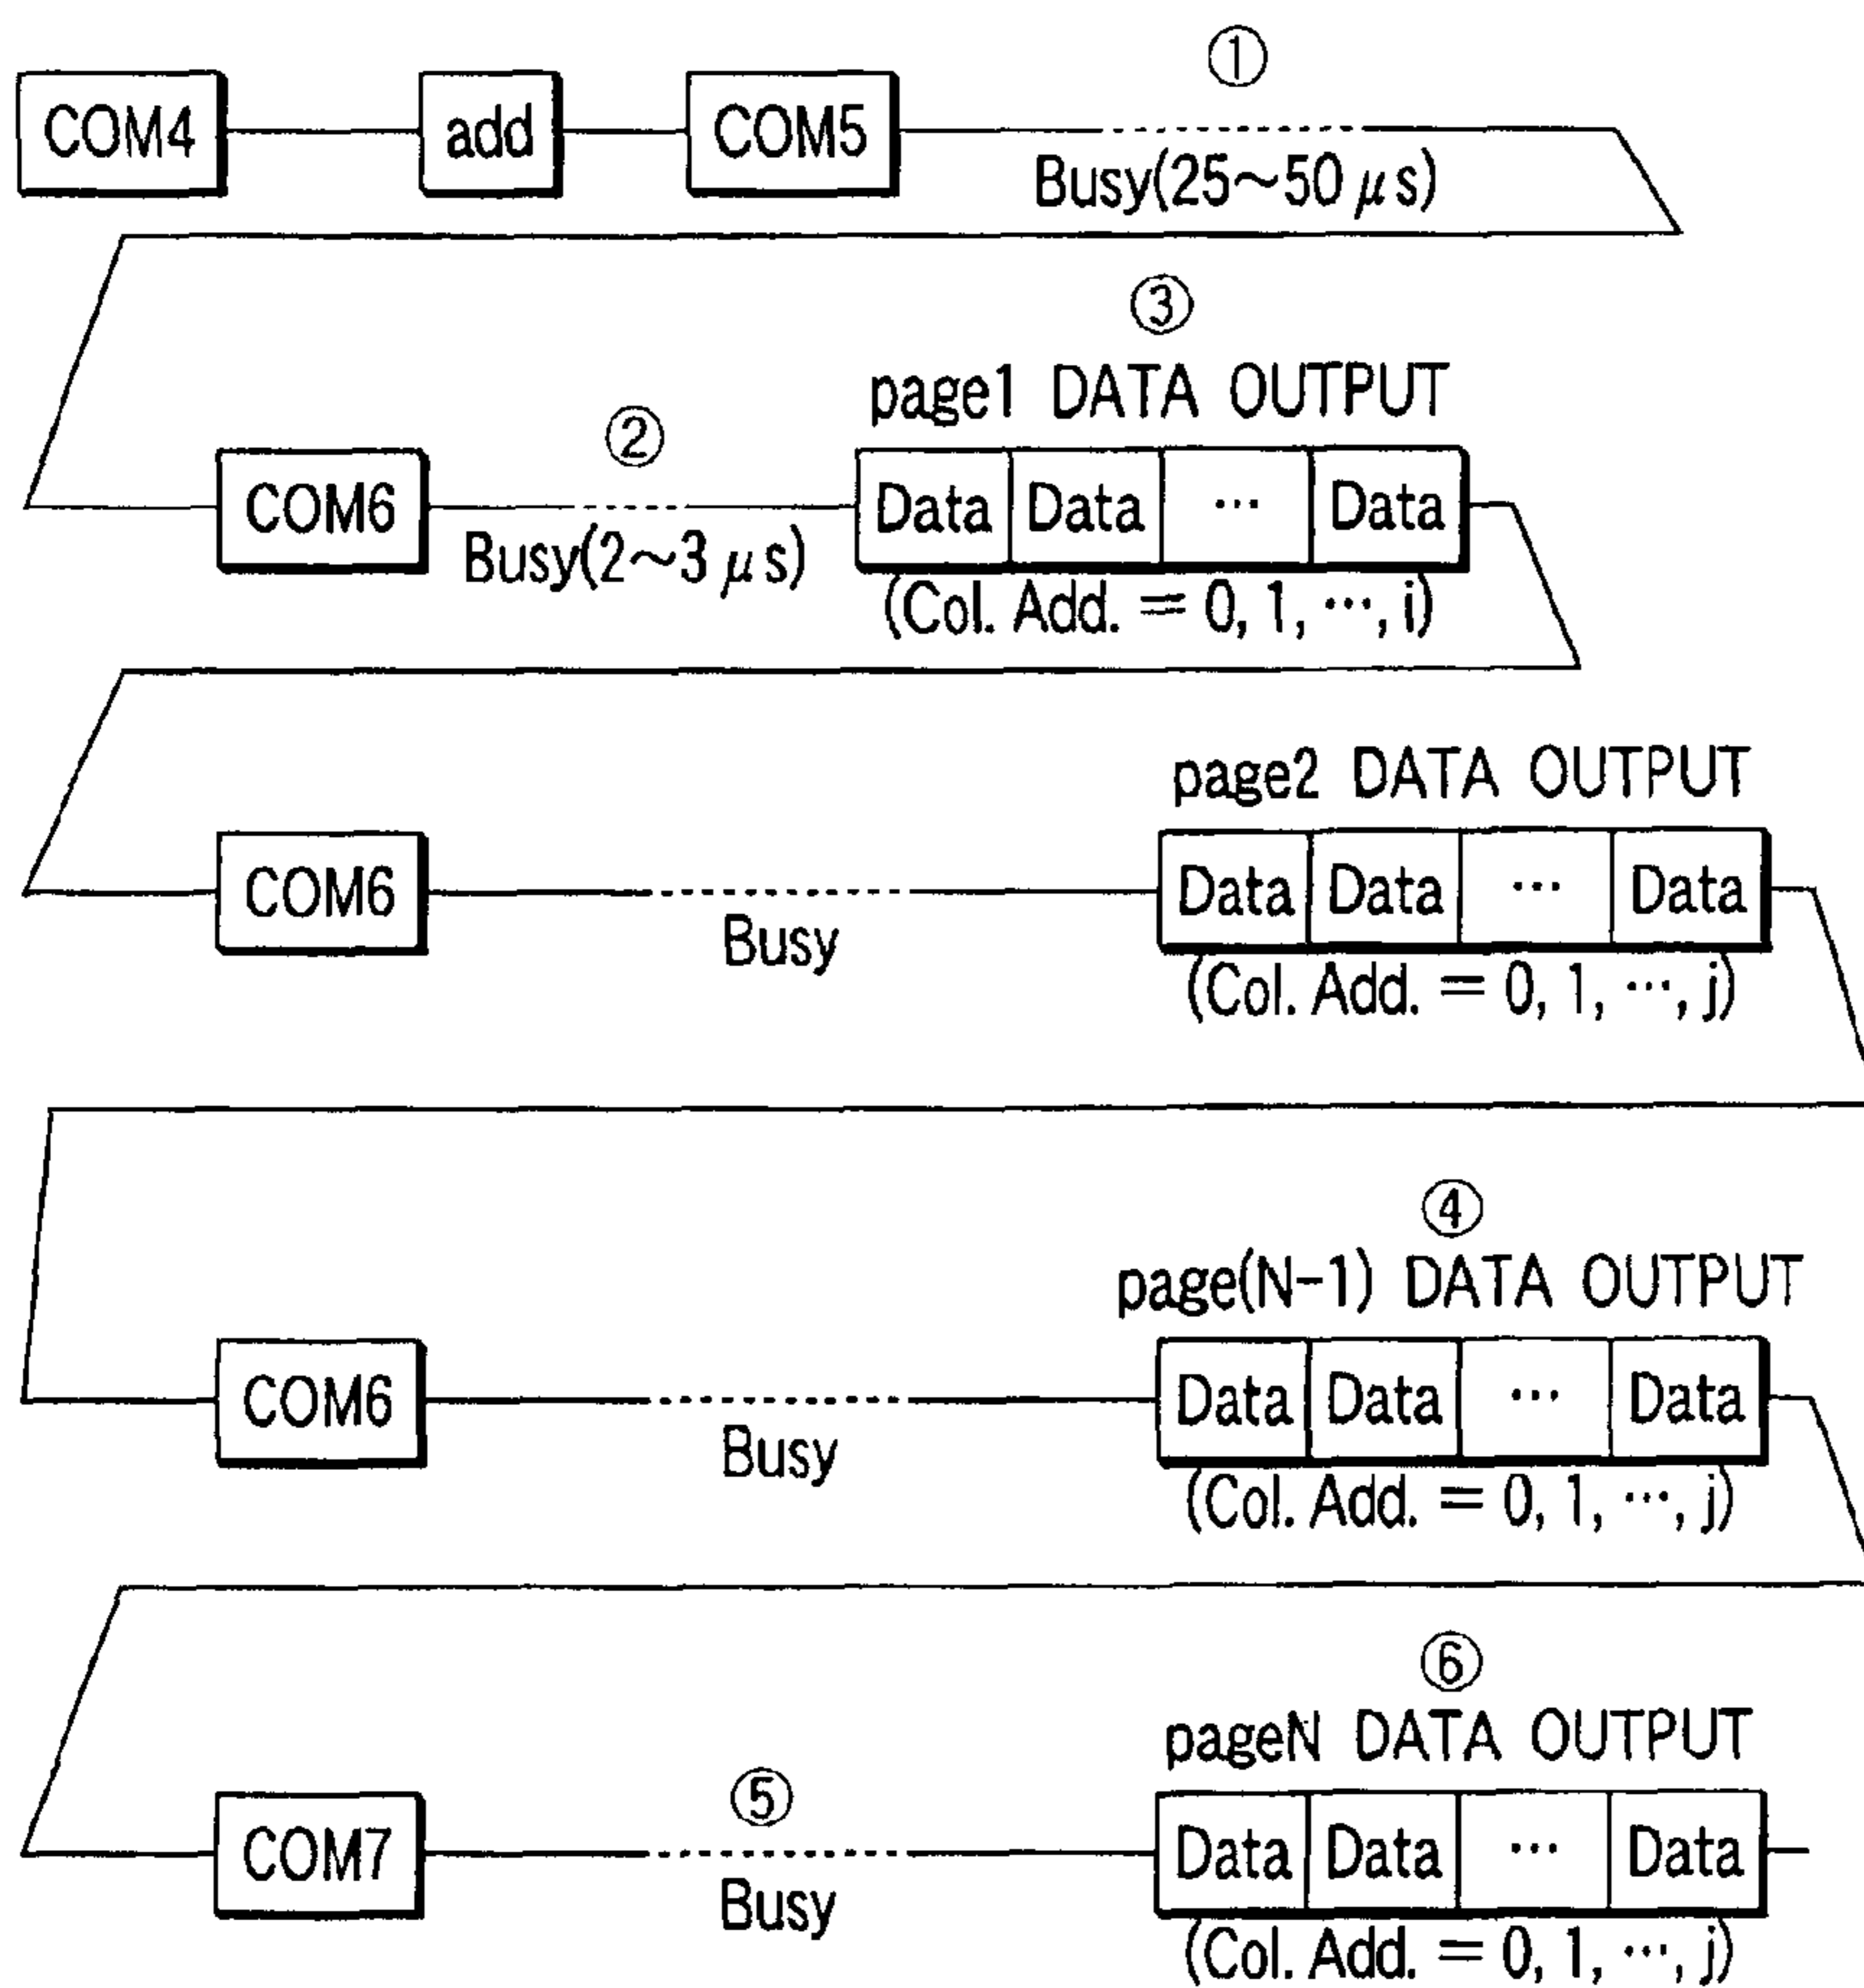 ①
COM4 add COM5
Busy(25~50 μs)
③
page1 DATA OUTPUT
②
COM6 Data Data ... Data
Busy(2~3 μs)
(Col. Add. = 0, 1, ..., i)
page2 DATA OUTPUT
COM6 Data Data ... Data
Busy
(Col. Add. = 0, 1, ..., j)
④
page(N-1) DATA OUTPUT
COM6 Data Data ... Data
Busy
(Col. Add. = 0, 1, ..., j)
⑥
pageN DATA OUTPUT
⑤
COM7 Data Data ... Data
Busy
(Col. Add. = 0, 1, ..., j)